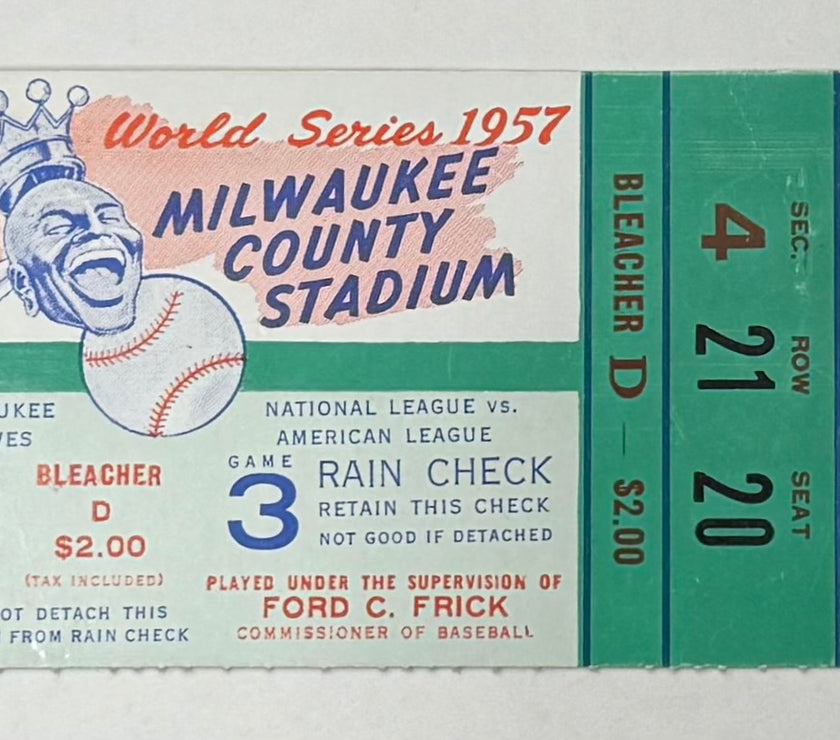 World Series 1957
MILWAUKEE
COUNTY
STADIUM
UKEE
VES
BLEACHER
D
$2.00
(TAX INCLUDED)
OT DETACH THIS
FROM RAIN CHECK
NATIONAL LEAGUE VS.
AMERICAN LEAGUE
GAME
3
RAIN CHECK
RETAIN THIS CHECK
NOT GOOD IF DETACHED
PLAYED UNDER THE SUPERVISION OF
FORD C. FRICK
COMMISSIONER OF BASEBALL
BLEACHER D — $2.00
SEC. ROW SEAT
4 21 20